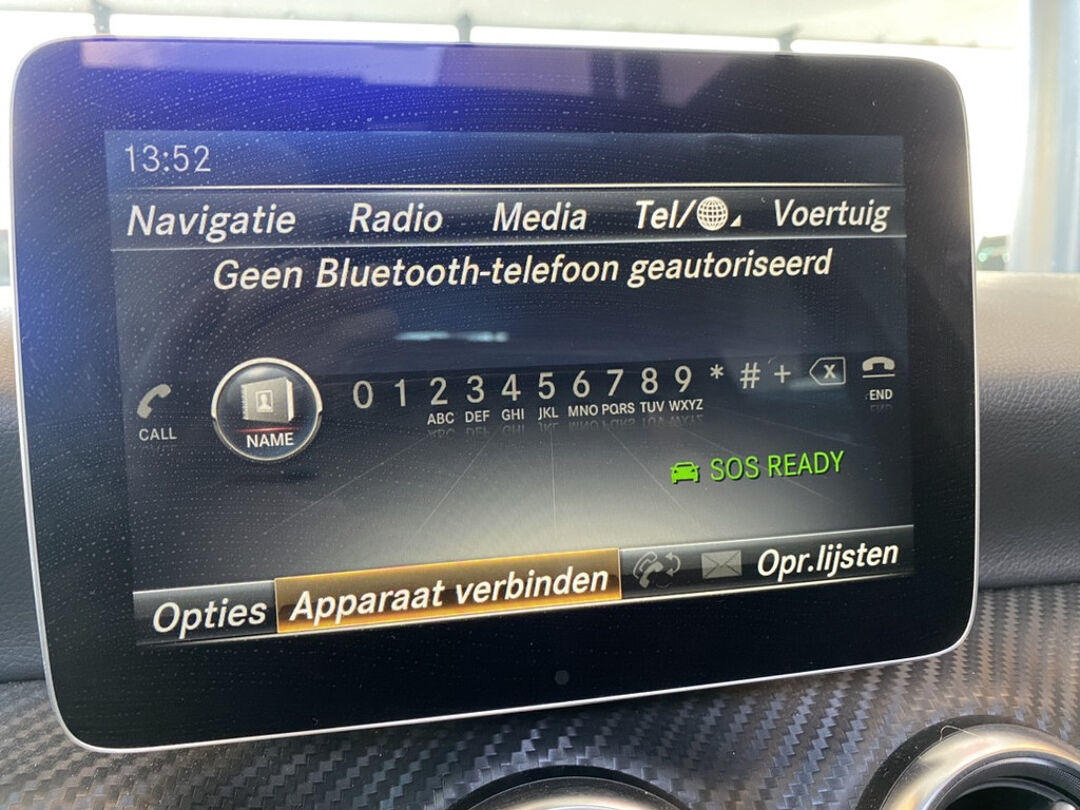 13:52
Navigatie Radio Media Tel/ Voertuig
Geen Bluetooth-telefoon geautoriseerd
0 1 2 3 4 5 6 7 8 9 * # + X
ABC DEF GHI JKL MNO PQRS TUV WXYZ
CALL NAME END
SOS READY
Opties Apparaat verbinden Opr.lijsten